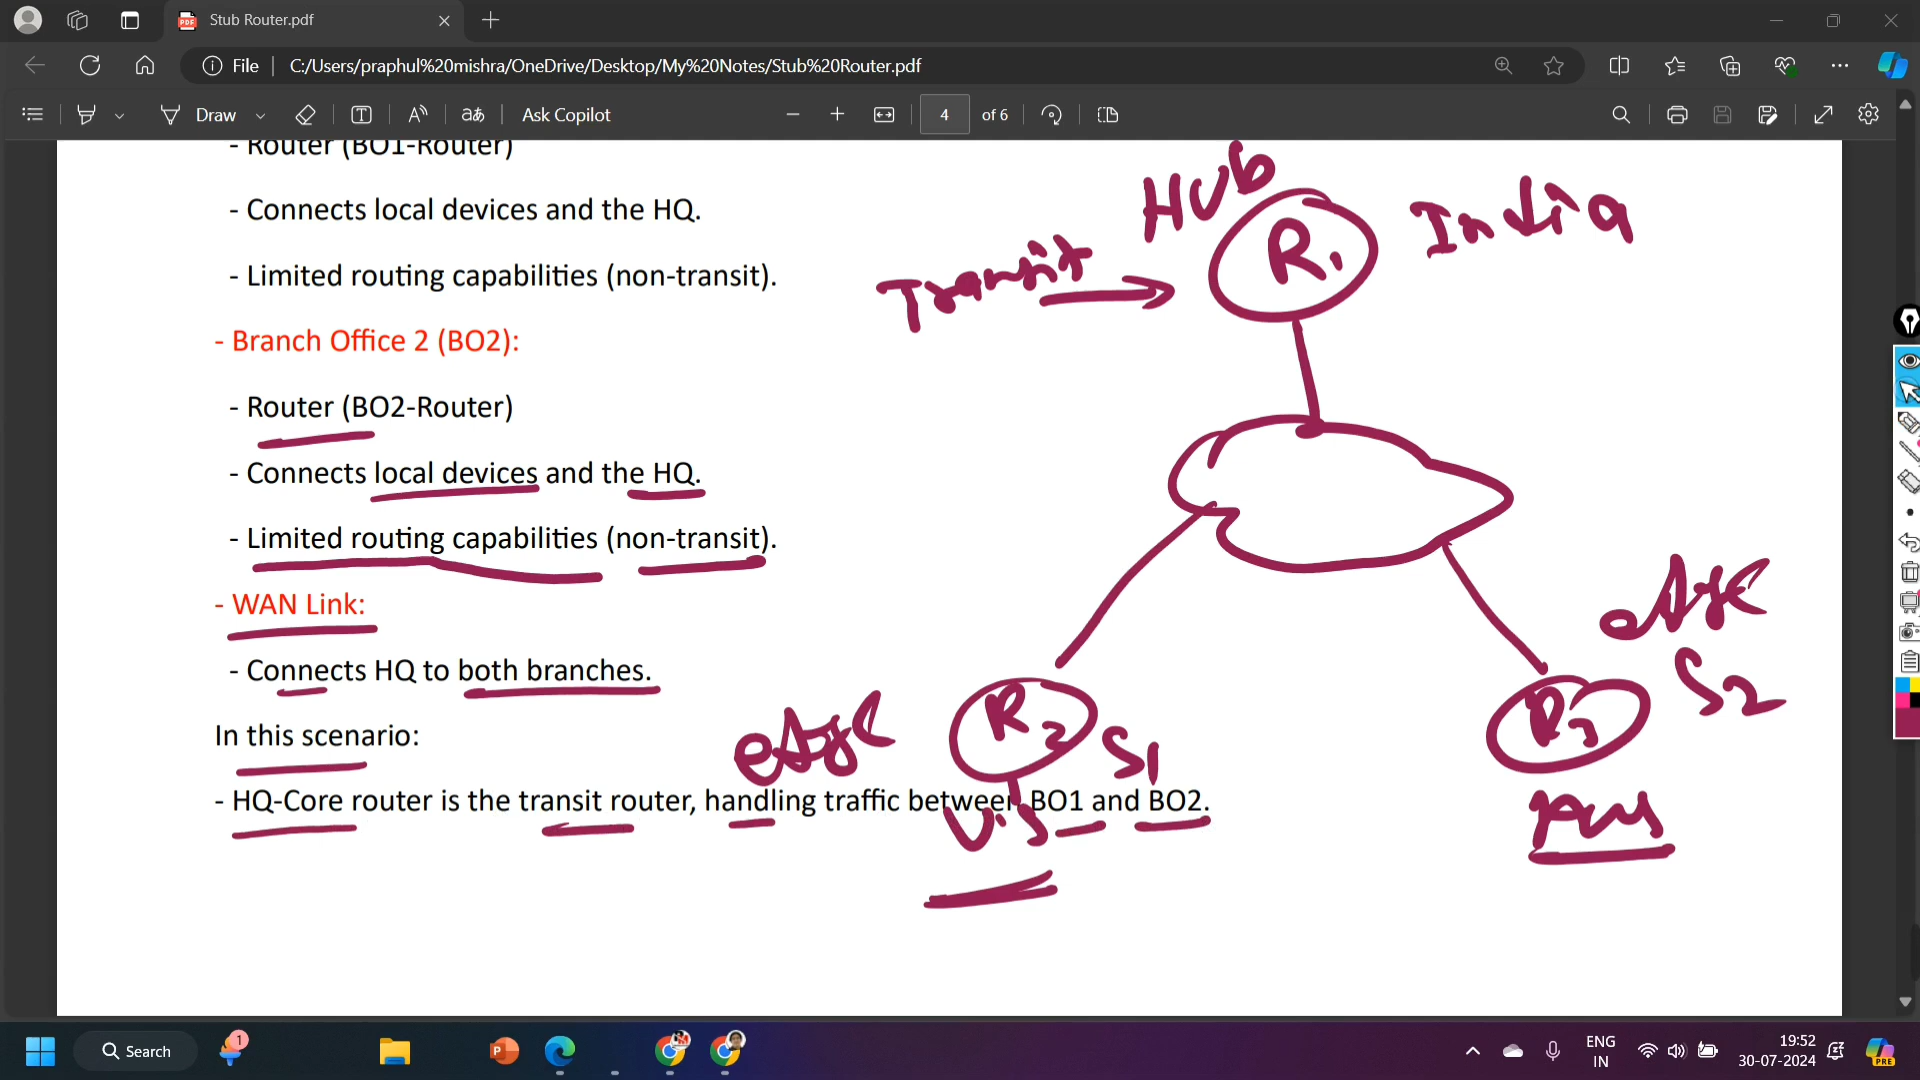 Stub Router.pdf
File
C:/Users/praphul%20mishra/OneDrive/Desktop/My%20Notes/Stub%20Router.pdf
Draw
aあ
Ask Copilot
4
of 6
- Router (BO1-Router)
- Connects local devices and the HQ.
- Limited routing capabilities (non-transit).
- Branch Office 2 (BO2):
- Router (BO2-Router)
- Connects local devices and the HQ.
- Limited routing capabilities (non-transit).
- WAN Link:
- Connects HQ to both branches.
In this scenario:
- HQ-Core router is the transit router, handling traffic between BO1 and BO2.
Hub
R1
India
Transit
edge
S2
R2
S1
edge
R3
U.S
Search
1
ENG
IN
19:52
30-07-2024
PRE